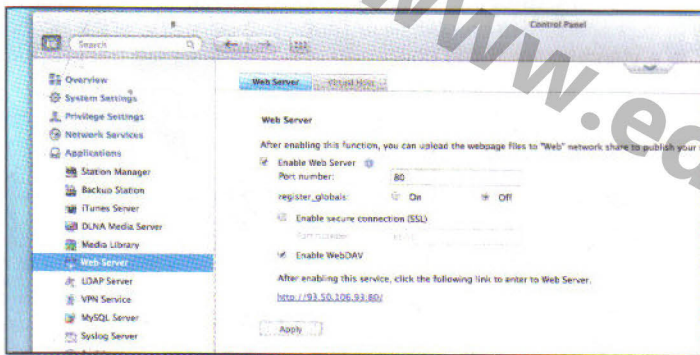 Control Panel
Search
Overview
System Settings
Privilege Settings
Network Services
Applications
Station Manager
Backup Station
iTunes Server
DLNA Media Server
Media Library
Web Server
LDAP Server
VPN Service
MySQL Server
Syslog Server
Web Server
Virtual Host
Web Server
After enabling this function, you can upload the webpage files to "Web" network share to publish your
Enable Web Server
Port number: 80
register_globals: On Off
Enable secure connection (SSL)
Port number
Enable WebDAV
After enabling this service, click the following link to enter to Web Server.
http://93.50.106.93:80/
Apply
www.ed